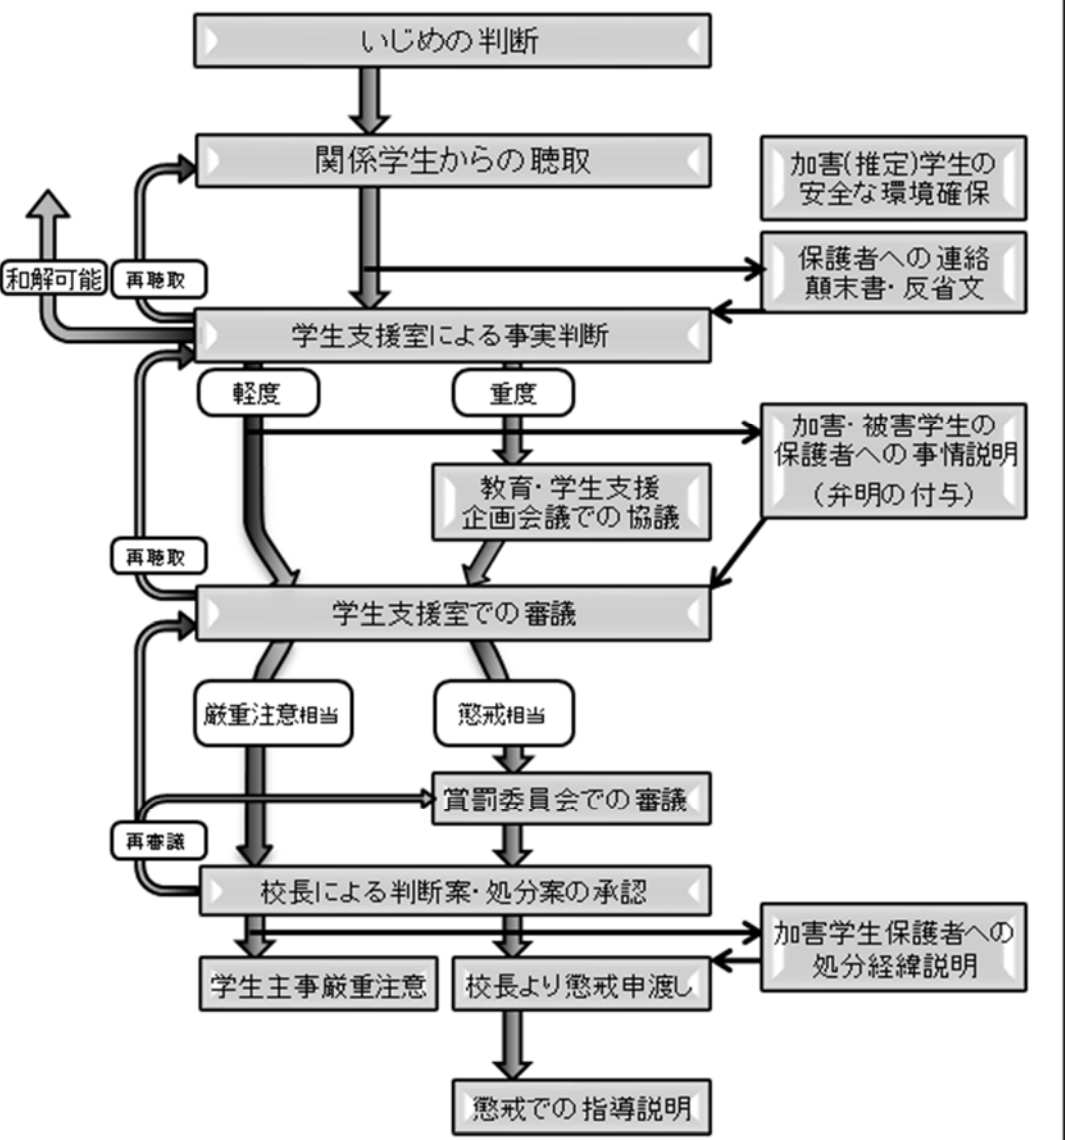 いじめの判断
関係学生からの聴取
加害(推定)学生の
安全な環境確保
保護者への連絡
顛末書・反省文
和解可能
再聴取
学生支援室による事実判断
軽度
重度
加害・被害学生の
保護者への事情説明
(弁明の付与)
教育・学生支援
企画会議での協議
再聴取
学生支援室での審議
厳重注意相当
懲戒相当
賞罰委員会での審議
再審議
校長による判断案・処分案の承認
加害学生保護者への
処分経緯説明
学生主事厳重注意
校長より懲戒申渡し
懲戒での指導説明